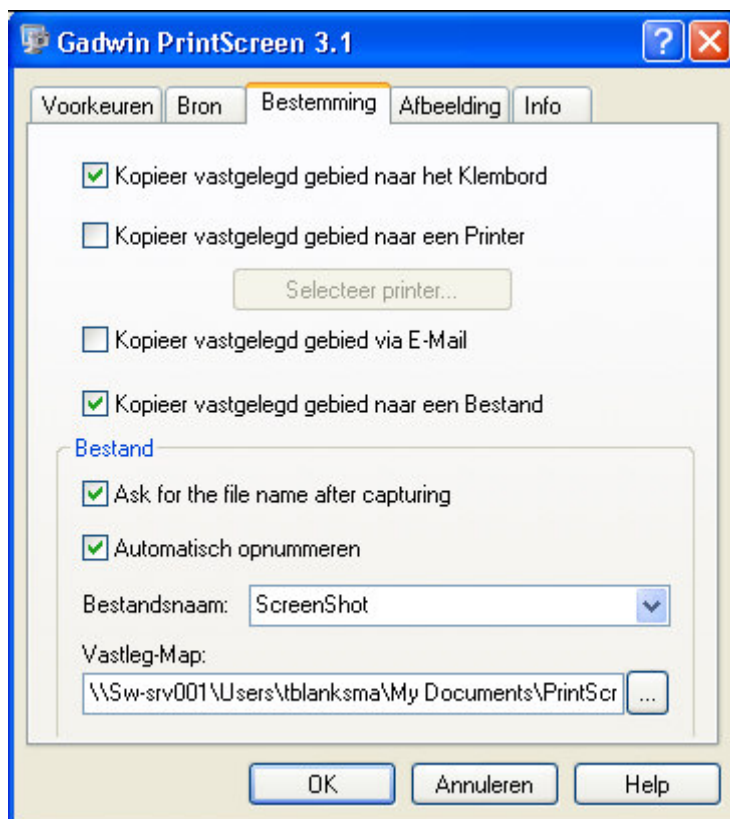 Gadwin PrintScreen 3.1
Voorkeuren Bron Bestemming Afbeelding Info
Kopieer vastgelegd gebied naar het Klembord
Kopieer vastgelegd gebied naar een Printer
Selecteer printer...
Kopieer vastgelegd gebied via E-Mail
Kopieer vastgelegd gebied naar een Bestand
Bestand
Ask for the file name after capturing
Automatisch opnummeren
Bestandsnaam: ScreenShot
Vastleg-Map:
\\Sw-srv001\Users\tblanksma\My Documents\PrintScr ...
OK Annuleren Help